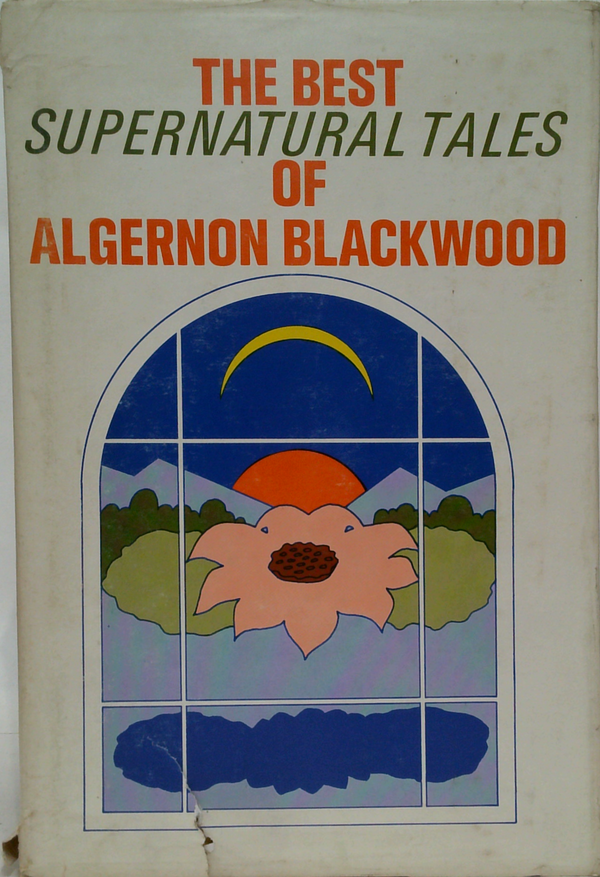 THE BEST
SUPERNATURAL TALES
OF
ALGERNON BLACKWOOD